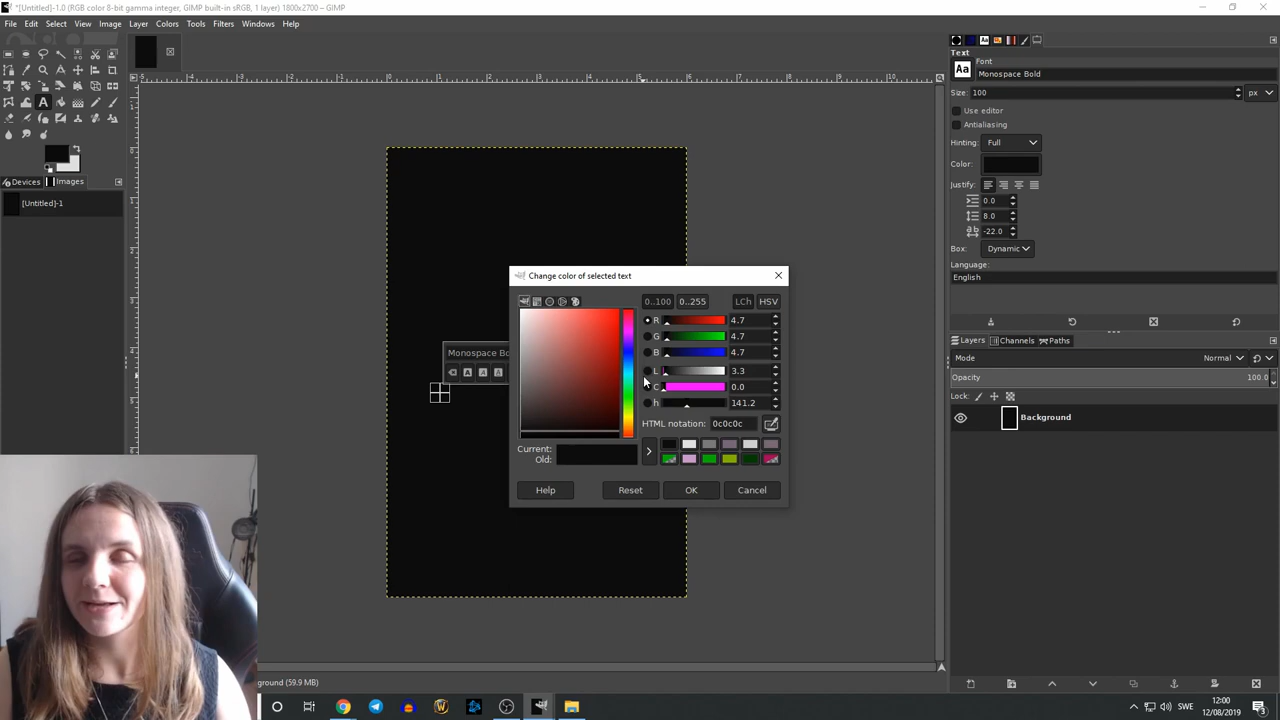 *[Untitled]-1.0 (RGB color 8-bit gamma integer, GIMP built-in sRGB, 1 layer) 1800x2700 – GIMP
File Edit Select View Image Layer Colors Tools Filters Windows Help
Text
Font
Aa Monospace Bold
Size: 100 px
Use editor
Antialiasing
Hinting: Full
Color:
Justify:
0.0
8.0
-22.0
Box: Dynamic
Language:
English
Devices Images
[Untitled]-1
Change color of selected text
0..100 0..255 LCh HSV
R 4.7
G 4.7
B 4.7
L 3.3
C 0.0
h 141.2
HTML notation: 0c0c0c
Current:
Old:
Help Reset OK Cancel
Monospace Bo
Layers Channels Paths
Mode Normal
Opacity 100.0
Lock:
Background
ground (59.9 MB)
SWE
12:00
12/08/2019